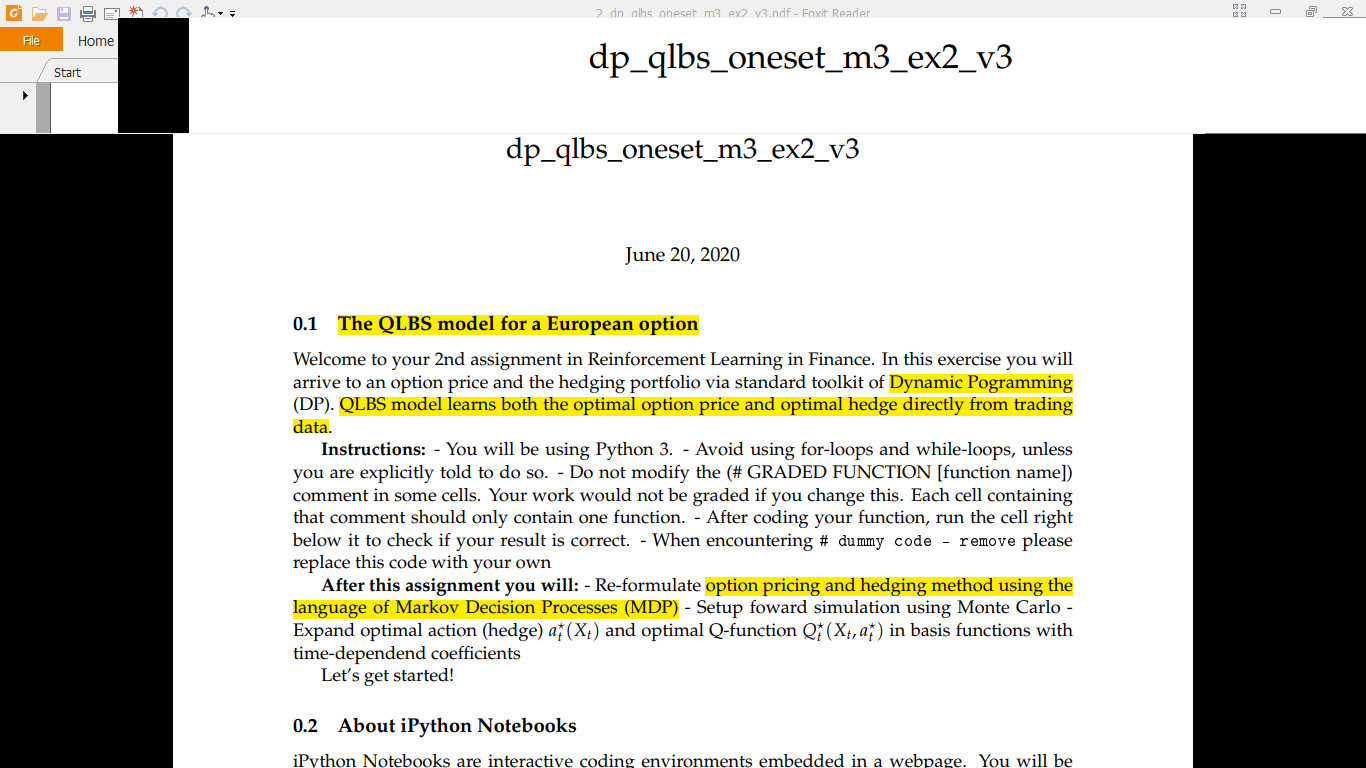 2_dp_qlbs_oneset_m3_ex2_v3.pdf - Foxit Reader
File Home
Start
dp_qlbs_oneset_m3_ex2_v3
dp_qlbs_oneset_m3_ex2_v3
June 20, 2020
0.1 The QLBS model for a European option
Welcome to your 2nd assignment in Reinforcement Learning in Finance. In this exercise you will
arrive to an option price and the hedging portfolio via standard toolkit of Dynamic Pogramming
(DP). QLBS model learns both the optimal option price and optimal hedge directly from trading
data.
Instructions: - You will be using Python 3. - Avoid using for-loops and while-loops, unless
you are explicitly told to do so. - Do not modify the (# GRADED FUNCTION [function name])
comment in some cells. Your work would not be graded if you change this. Each cell containing
that comment should only contain one function. - After coding your function, run the cell right
below it to check if your result is correct. - When encountering # dummy code - remove please
replace this code with your own
After this assignment you will: - Re-formulate option pricing and hedging method using the
language of Markov Decision Processes (MDP) - Setup foward simulation using Monte Carlo -
Expand optimal action (hedge) a⋆t(Xt) and optimal Q-function Q⋆t(Xt, a⋆t) in basis functions with
time-dependend coefficients
Let's get started!
0.2 About iPython Notebooks
iPython Notebooks are interactive coding environments embedded in a webpage. You will be